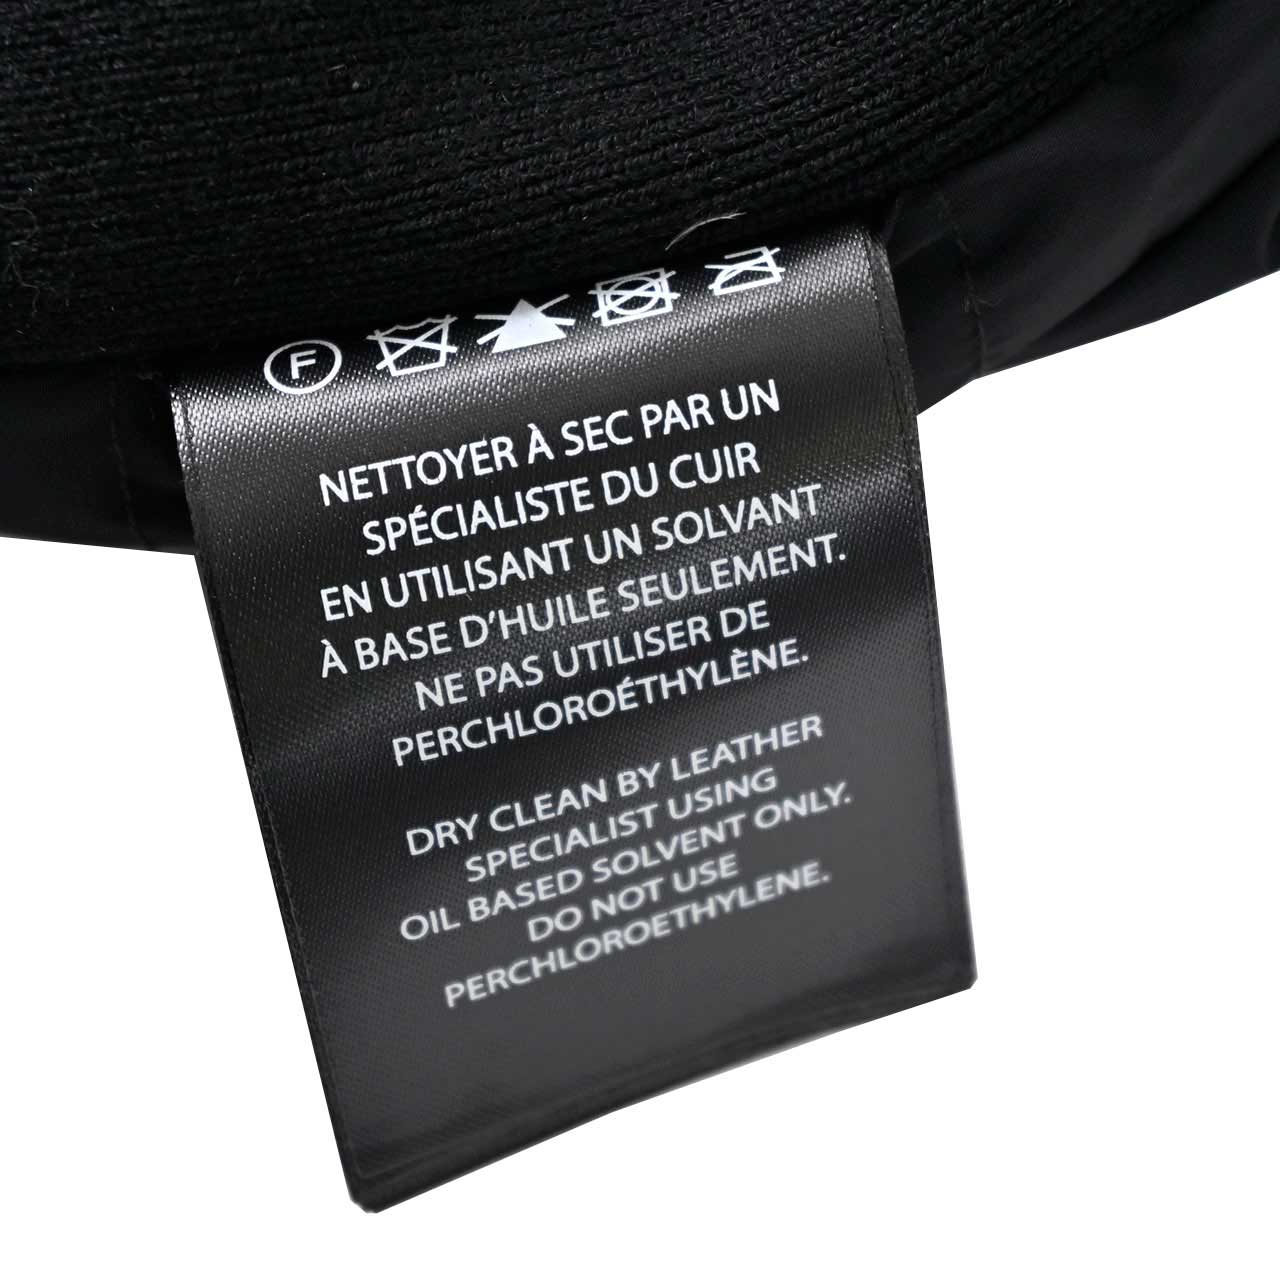 F
NETTOYER À SEC PAR UN
SPÉCIALISTE DU CUIR
EN UTILISANT UN SOLVANT
À BASE D'HUILE SEULEMENT.
NE PAS UTILISER DE
PERCHLOROÉTHYLÈNE.
DRY CLEAN BY LEATHER
SPECIALIST USING
OIL BASED SOLVENT ONLY.
DO NOT USE
PERCHLOROETHYLENE.